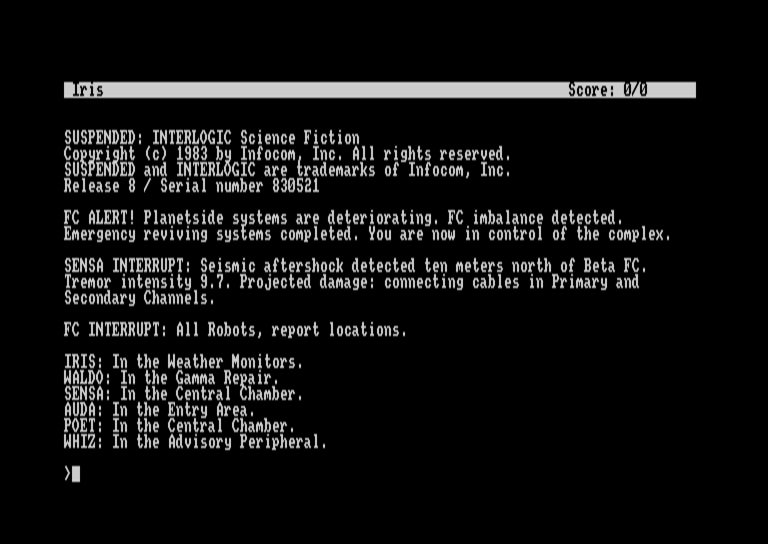 Iris Score: 0/0
SUSPENDED: INTERLOGIC Science Fiction
Copyright (c) 1983 by Infocom, Inc. All rights reserved.
SUSPENDED and INTERLOGIC are trademarks of Infocom, Inc.
Release 8 / Serial number 830521
FC ALERT! Planetside systems are deteriorating. FC imbalance detected.
Emergency reviving systems completed. You are now in control of the complex.
SENSA INTERRUPT: Seismic aftershock detected ten meters north of Beta FC.
Tremor intensity 9.7. Projected damage: connecting cables in Primary and
Secondary Channels.
FC INTERRUPT: All Robots, report locations.
IRIS: In the Weather Monitors.
WALDO: In the Gamma Repair.
SENSA: In the Central Chamber.
AUDA: In the Entry Area.
POET: In the Central Chamber.
WHIZ: In the Advisory Peripheral.
>